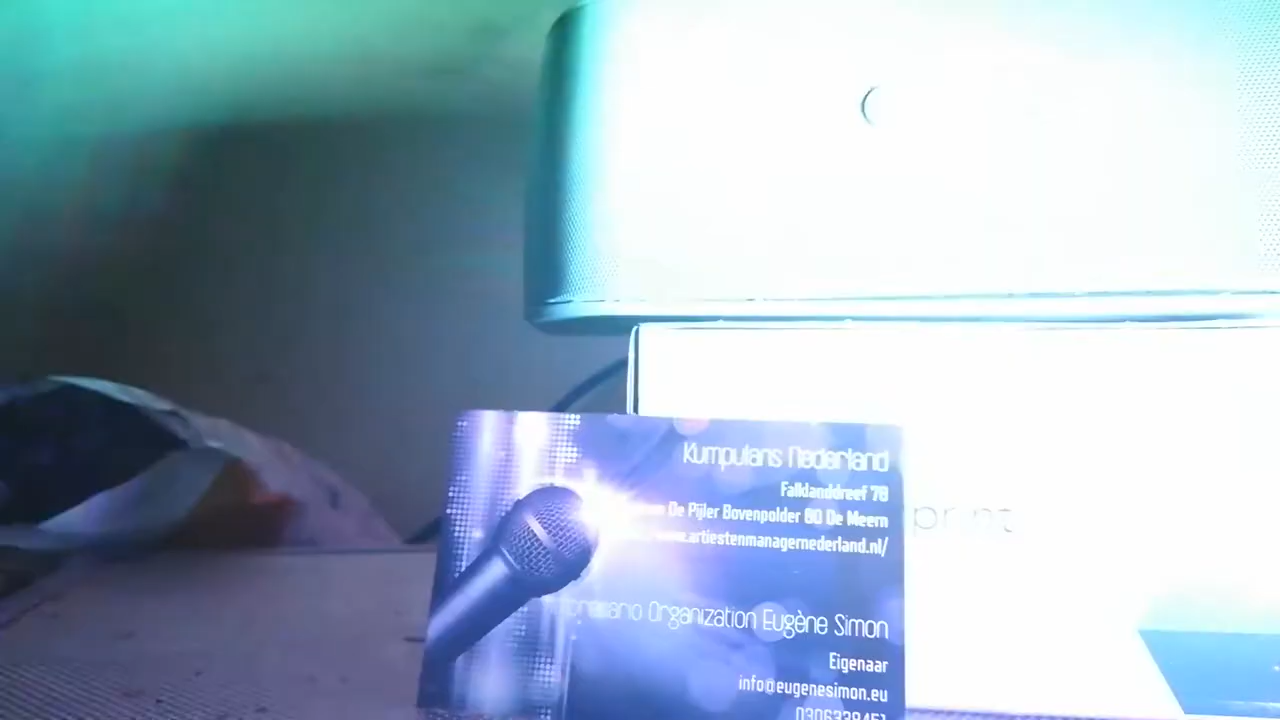 Kumpulans Nederland
Falklanddreef 78
De Pijler Bovenpolder 80 De Meern
www.artiestenmanagernederland.nl/
Organization Eugène Simon
Eigenaar
info@eugenesimon.eu